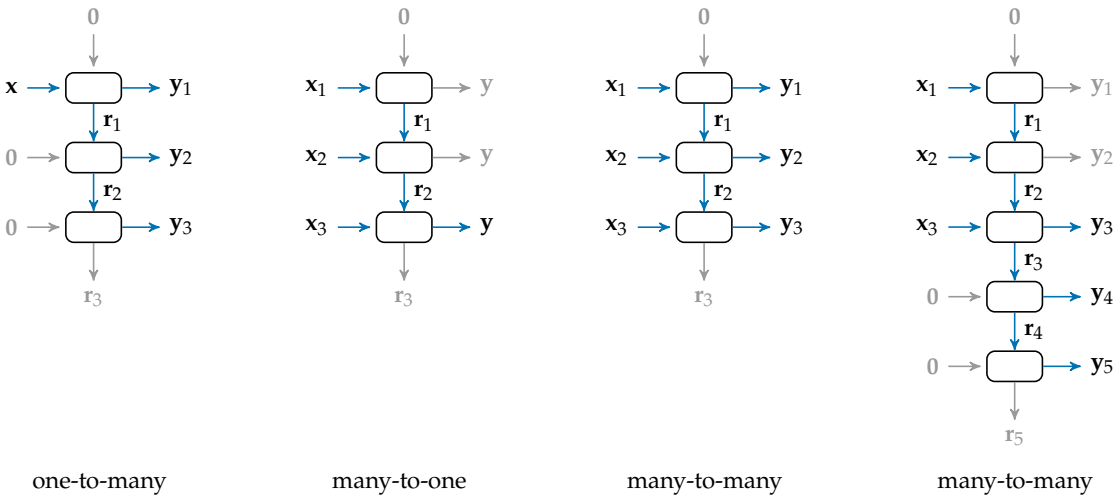 0 0 0 0
x y₁ x₁ y x₁ y₁ x₁ y₁
r₁ r₁ r₁ r₁
0 y₂ x₂ y x₂ y₂ x₂ y₂
r₂ r₂ r₂ r₂
0 y₃ x₃ y x₃ y₃ x₃ y₃
r₃
r₃ r₃ r₃ 0 y₄
r₄
0 y₅
r₅
one-to-many many-to-one many-to-many many-to-many